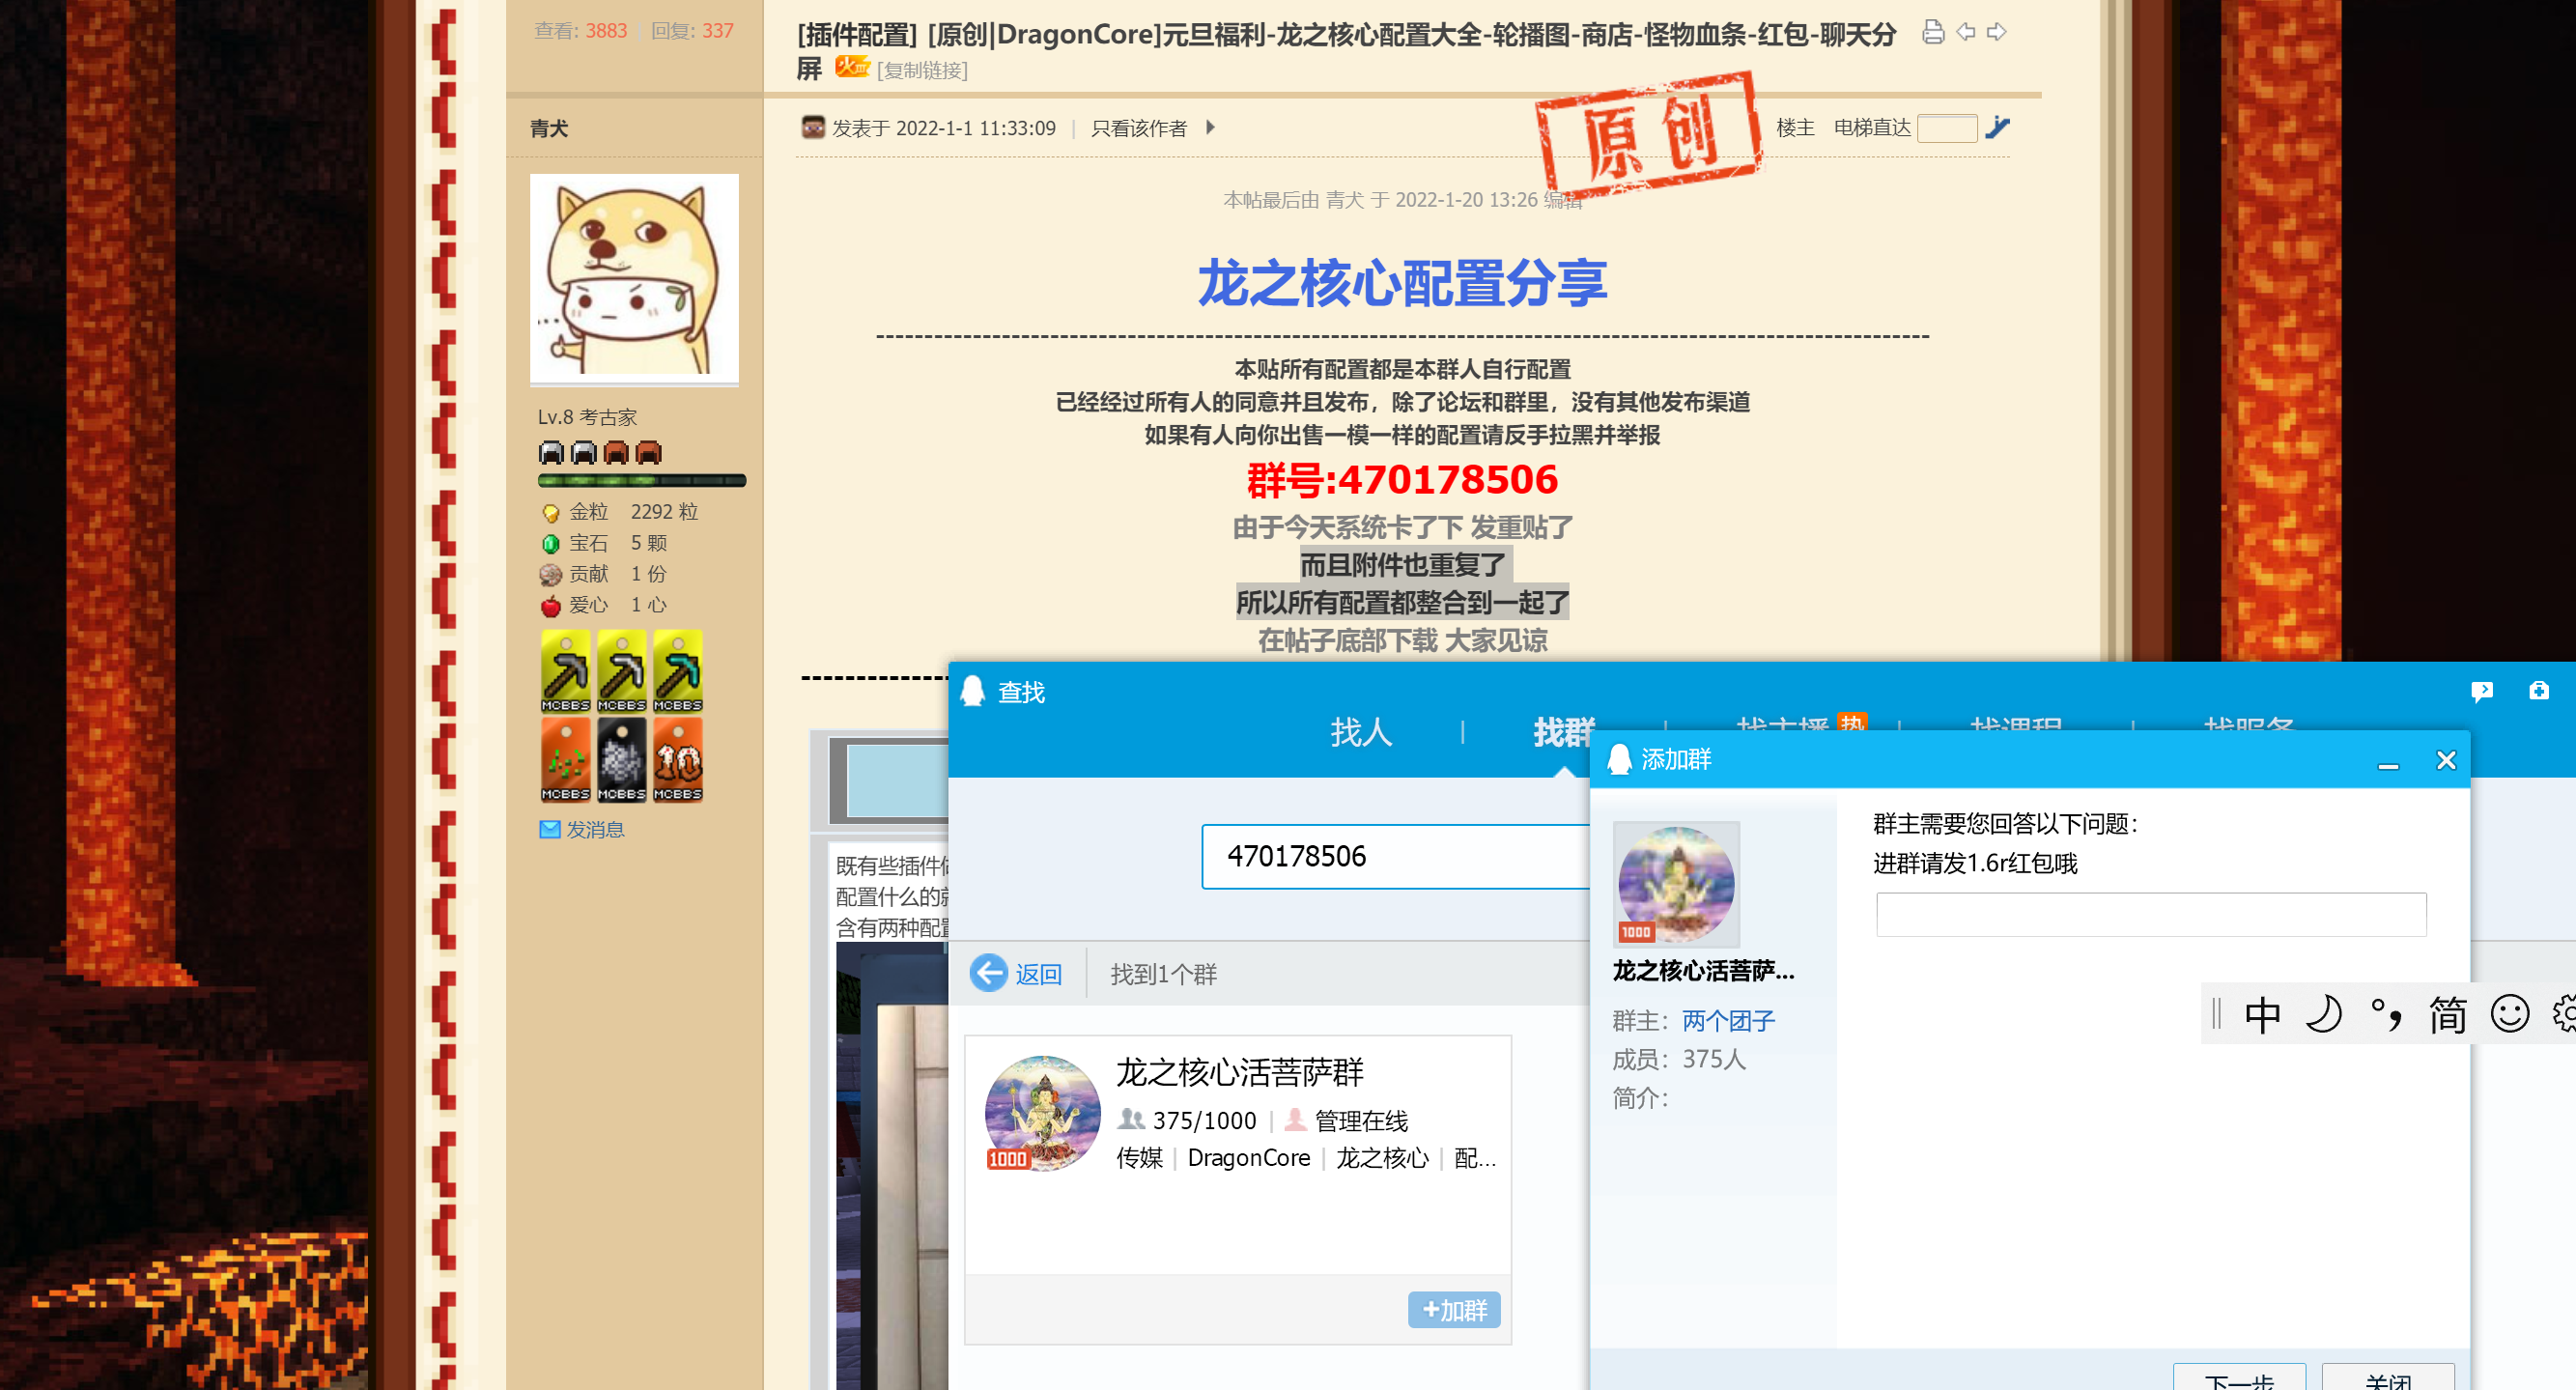 查看: 3883 | 回复: 337
[插件配置] [原创|DragonCore]元旦福利-龙之核心配置大全-轮播图-商店-怪物血条-红包-聊天分
屏 火 [复制链接]
青犬
发表于 2022-1-1 11:33:09 | 只看该作者
楼主 电梯直达
原创
本帖最后由 青犬 于 2022-1-20 13:26 编辑
龙之核心配置分享
本贴所有配置都是本群人自行配置
已经经过所有人的同意并且发布，除了论坛和群里，没有其他发布渠道
如果有人向你出售一模一样的配置请反手拉黑并举报
群号:470178506
由于今天系统卡了下 发重贴了
而且附件也重复了
所以所有配置都整合到一起了
在帖子底部下载 大家见谅
Lv.8 考古家
金粒 2292 粒
宝石 5 颗
贡献 1 份
爱心 1 心
MCBBS MCBBS MCBBS
10
MCBBS MCBBS MCBBS
发消息
既有些插件
配置什么的
含有两种配
查找
找人 | 找群 | 找主播 热 | 找课程 | 找服务
470178506
返回 找到1个群
龙之核心活菩萨群
375/1000 | 管理在线
1000
传媒 | DragonCore | 龙之核心 | 配...
+加群
添加群
群主需要您回答以下问题：
进群请发1.6r红包哦
1000
龙之核心活菩萨...
群主：两个团子
成员：375人
简介：
中 °, 简
下一步 关闭